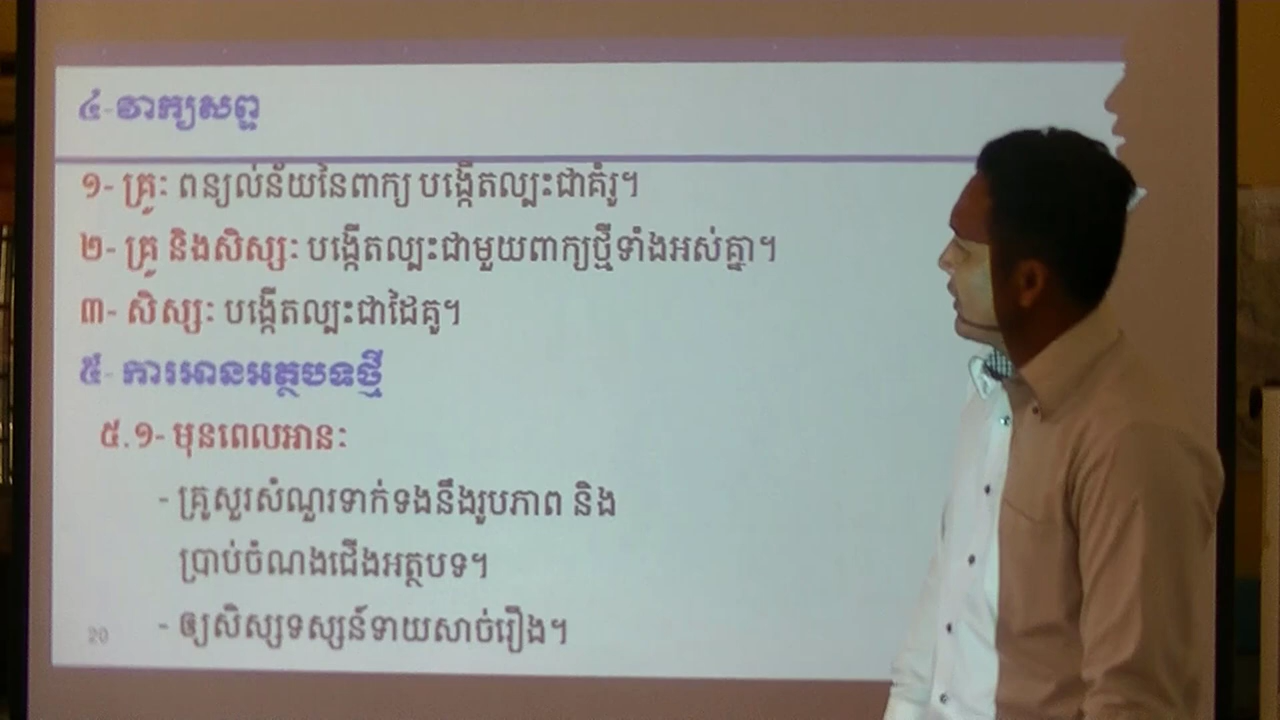 ៤-វាក្យសព្ទ
១- គ្រូៈ ពន្យល់ន័យនៃពាក្យ បង្កើតល្បះជាគំរូ។
២- គ្រូ និងសិស្សៈ បង្កើតល្បះជាមួយពាក្យថ្មីទាំងអស់គ្នា។
៣- សិស្សៈ បង្កើតល្បះជាដៃគូ។
៥- ការអានអត្ថបទថ្មី
៥.១- មុនពេលអានៈ
- គ្រូសួរសំណួរទាក់ទងនឹងរូបភាព និង
ប្រាប់ចំណងជើងអត្ថបទ។
- ឲ្យសិស្សទស្សន៍ទាយសាច់រឿង។
20